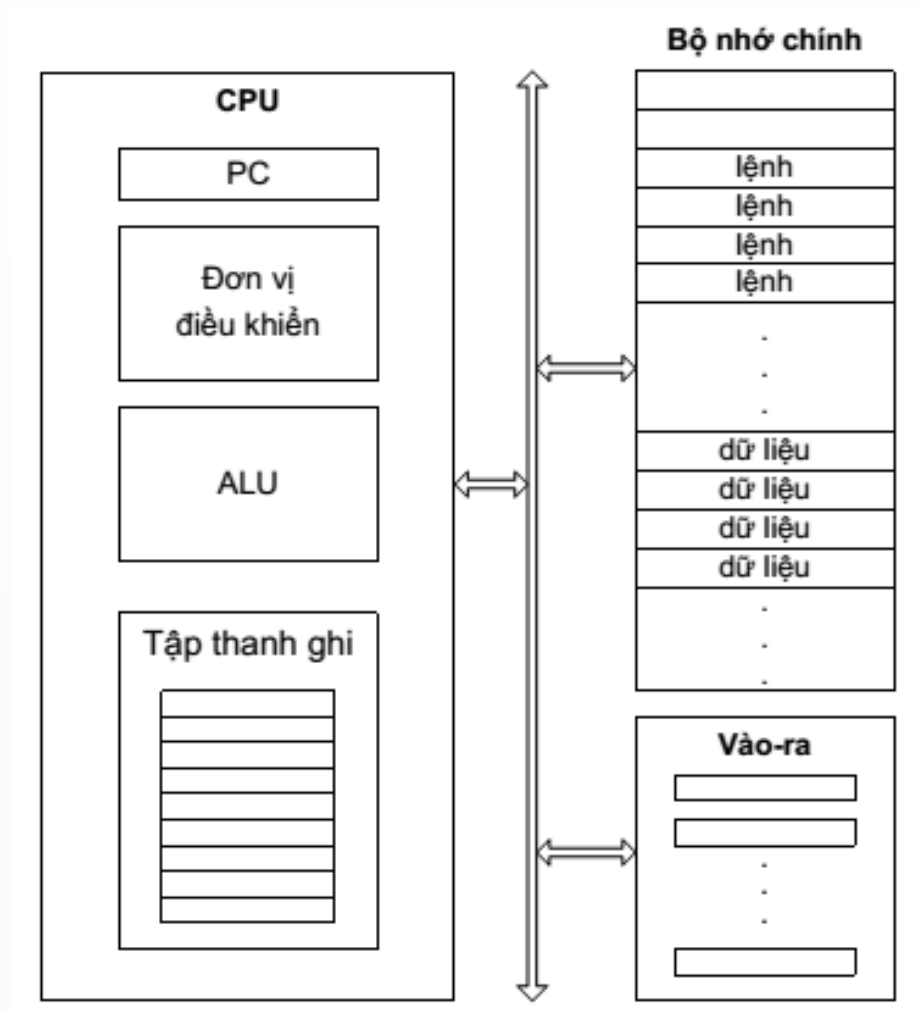 CPU
PC
Đơn vị
điều khiển
ALU
Tập thanh ghi
Bộ nhớ chính
lệnh
lệnh
lệnh
lệnh
.
.
.
dữ liệu
dữ liệu
dữ liệu
dữ liệu
.
.
.
Vào-ra
.
.
.